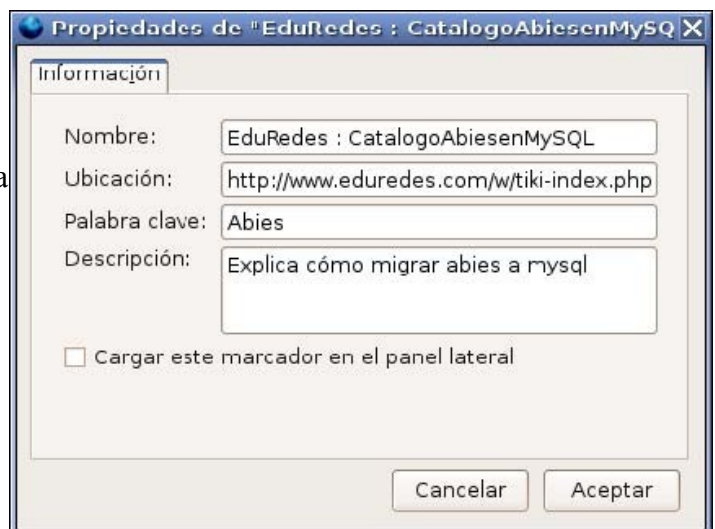 Propiedades de "EduRedes : CatalogoAbiesenMySQ
Información
Nombre: EduRedes : CatalogoAbiesenMySQL
a
Ubicación: http://www.eduredes.com/w/tiki-index.php
Palabra clave: Abies
Descripción: Explica cómo migrar abies a mysql
Cargar este marcador en el panel lateral
Cancelar Aceptar